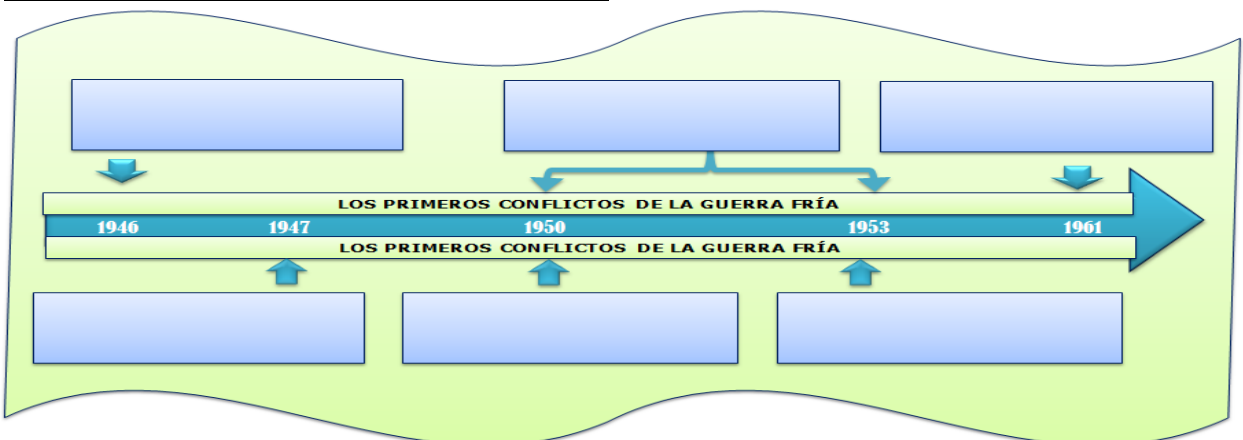 LOS PRIMEROS CONFLICTOS DE LA GUERRA FRÍA
1946 1947 1950 1953 1961
LOS PRIMEROS CONFLICTOS DE LA GUERRA FRÍA